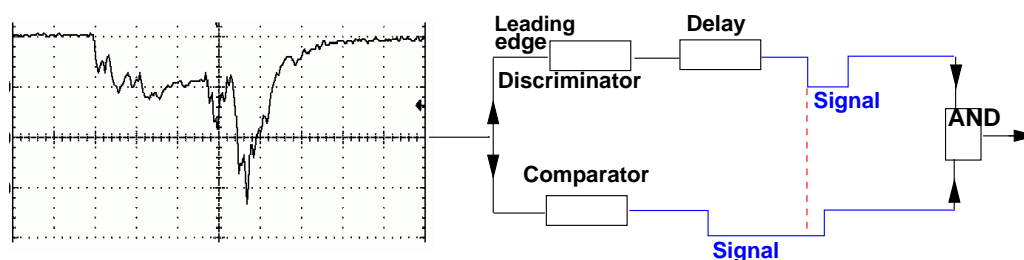 Leading
edge
Discriminator
Delay
Signal
AND
Comparator
Signal